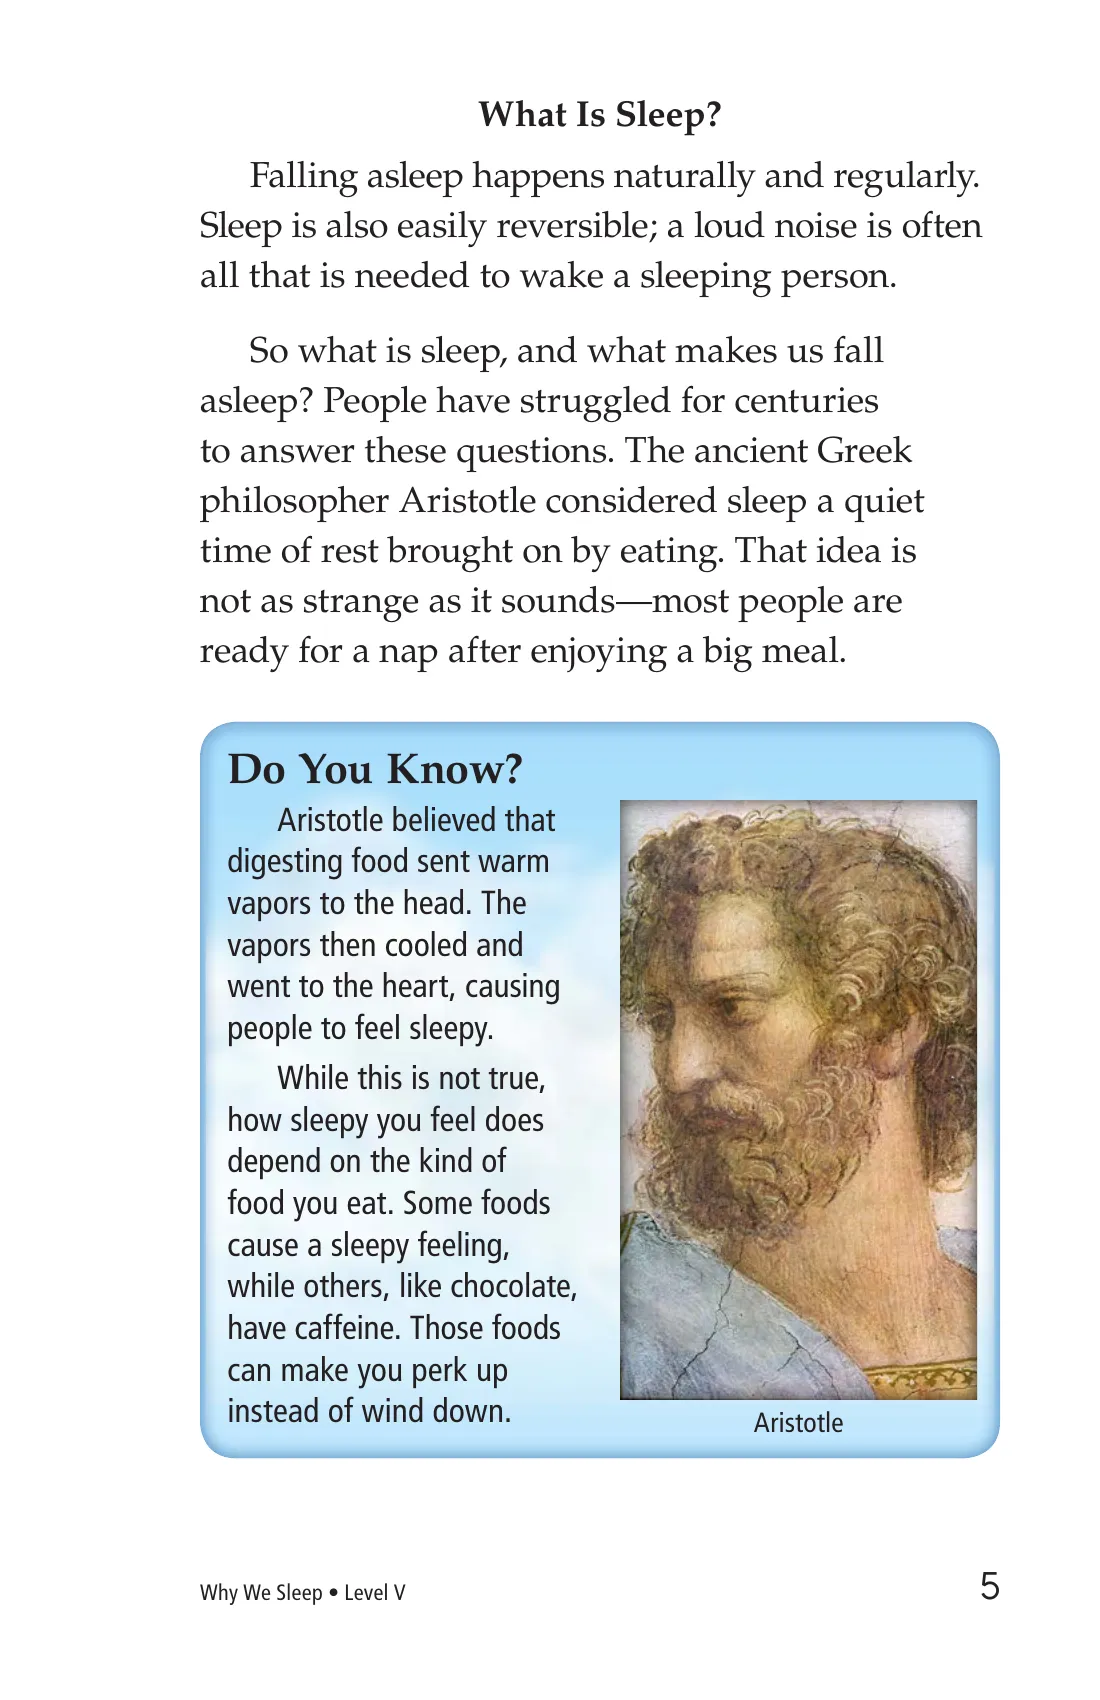 What Is Sleep?
Falling asleep happens naturally and regularly.
Sleep is also easily reversible; a loud noise is often
all that is needed to wake a sleeping person.
So what is sleep, and what makes us fall
asleep? People have struggled for centuries
to answer these questions. The ancient Greek
philosopher Aristotle considered sleep a quiet
time of rest brought on by eating. That idea is
not as strange as it sounds—most people are
ready for a nap after enjoying a big meal.
Do You Know?
Aristotle believed that
digesting food sent warm
vapors to the head. The
vapors then cooled and
went to the heart, causing
people to feel sleepy.
While this is not true,
how sleepy you feel does
depend on the kind of
food you eat. Some foods
cause a sleepy feeling,
while others, like chocolate,
have caffeine. Those foods
can make you perk up
instead of wind down.
Aristotle
Why We Sleep • Level V
5